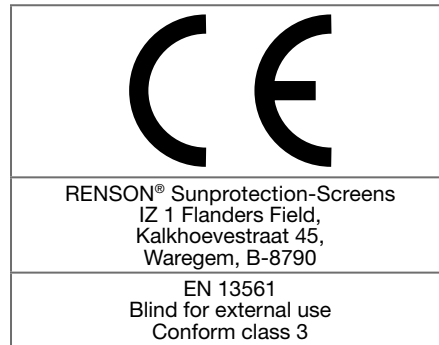 CE
RENSON® Sunprotection-Screens
IZ 1 Flanders Field,
Kalkhoevestraat 45,
Waregem, B-8790
EN 13561
Blind for external use
Conform class 3